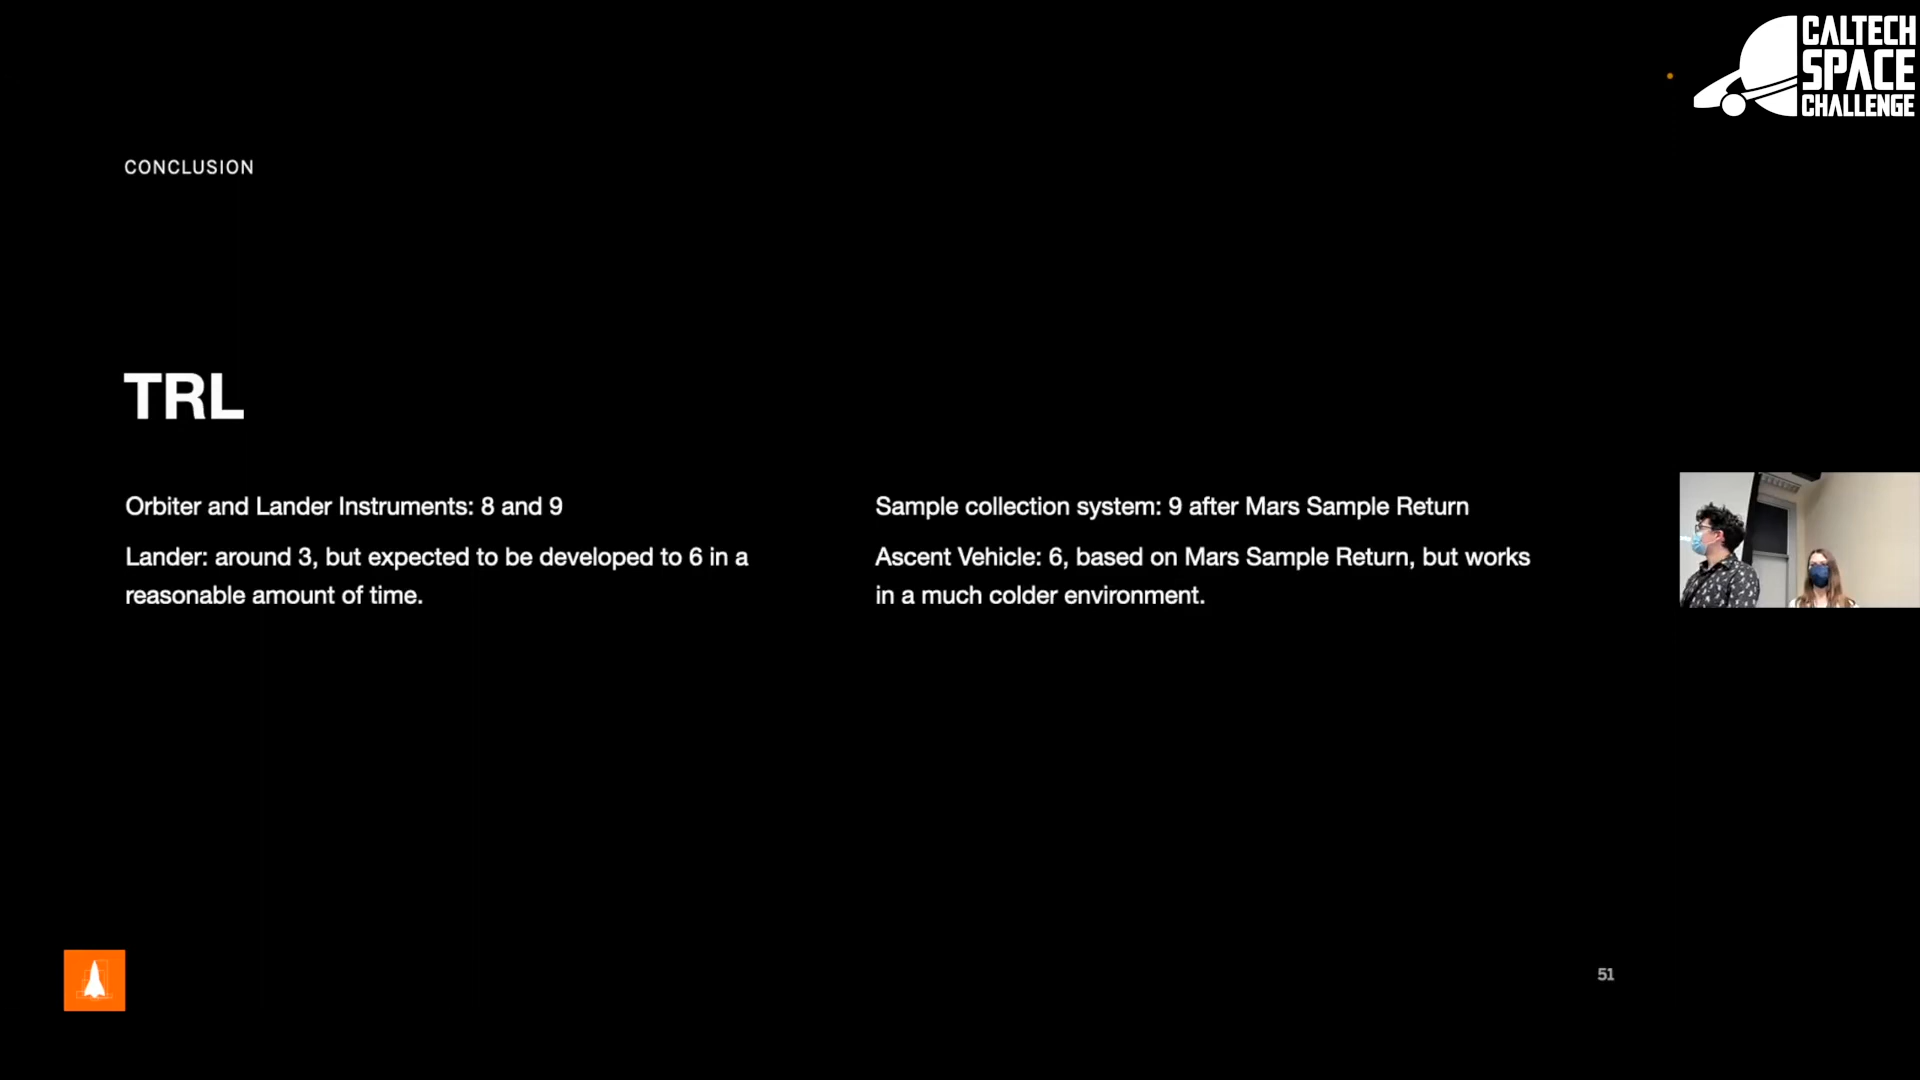 CALTECH
SPACE
CHALLENGE
CONCLUSION
TRL
Orbiter and Lander Instruments: 8 and 9
Lander: around 3, but expected to be developed to 6 in a
reasonable amount of time.
Sample collection system: 9 after Mars Sample Return
Ascent Vehicle: 6, based on Mars Sample Return, but works
in a much colder environment.
51